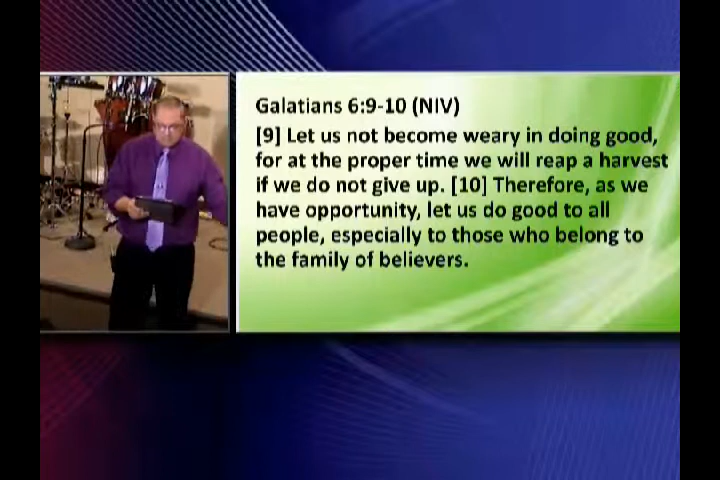 Galatians 6:9-10 (NIV)
[9] Let us not become weary in doing good,
for at the proper time we will reap a harvest
if we do not give up. [10] Therefore, as we
have opportunity, let us do good to all
people, especially to those who belong to
the family of believers.